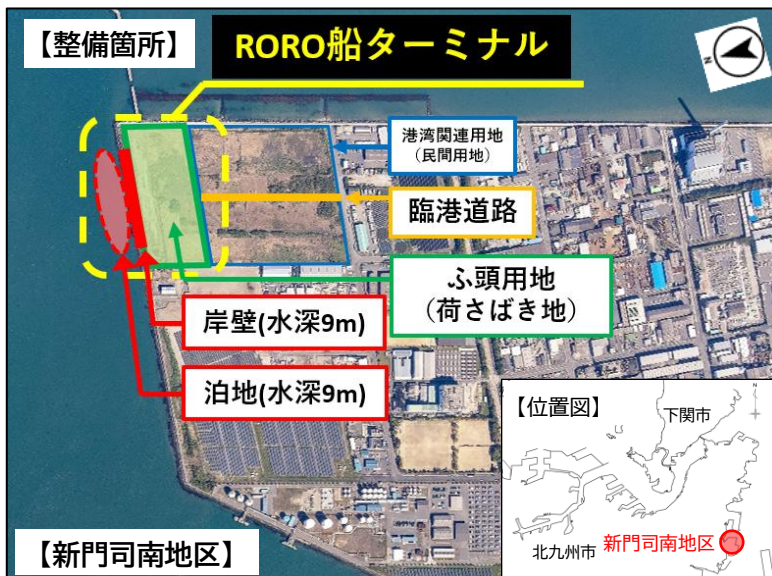 【整備箇所】
RORO船ターミナル
N
港湾関連用地
（民間用地）
臨港道路
ふ頭用地
（荷さばき地）
岸壁(水深9m)
泊地(水深9m)
【新門司南地区】
【位置図】
N
下関市
北九州市
新門司南地区